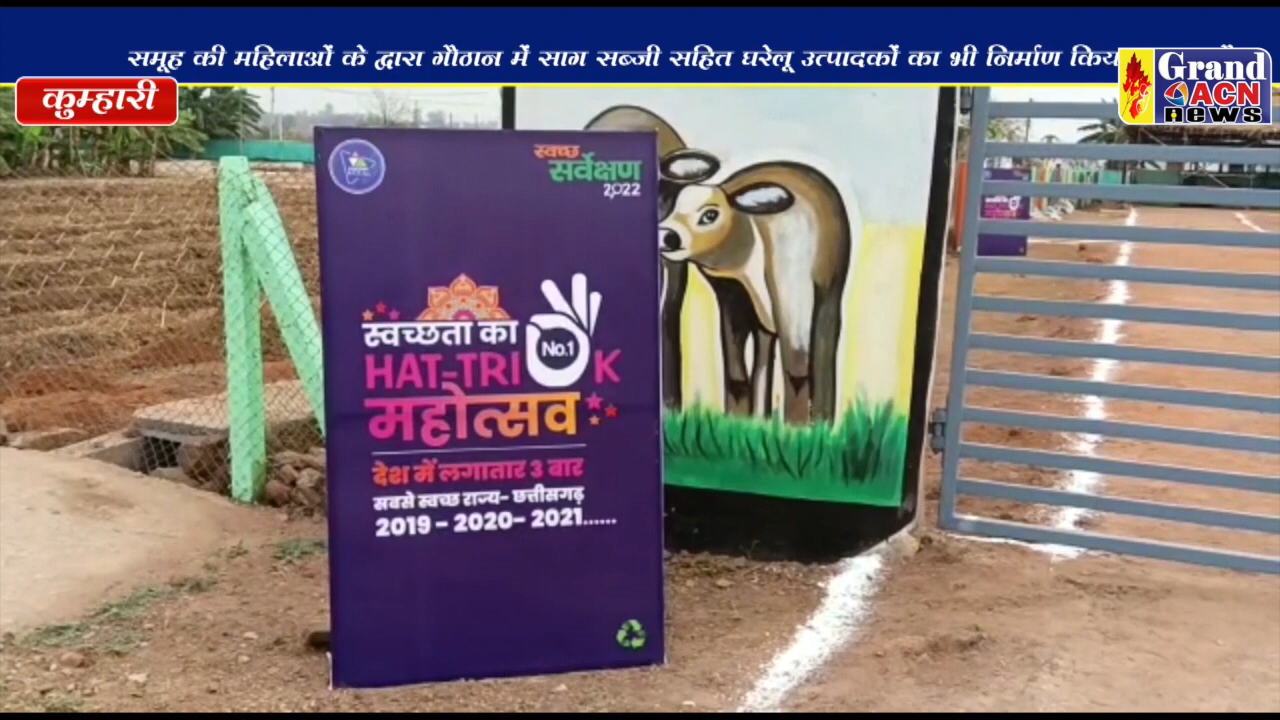 समूह की महिलाओं के द्वारा गौठान में साग सब्जी सहित घरेलू उत्पादकों का भी निर्माण
Grand
ACN
news
कुम्हारी
स्वच्छ
सर्वेक्षण
2022
स्वच्छता का
No.1
HAT-TRICK
महोत्सव
देश में लगातार 3 बार
सबसे स्वच्छ राज्य- छत्तीसगढ़
2019 - 2020- 2021......